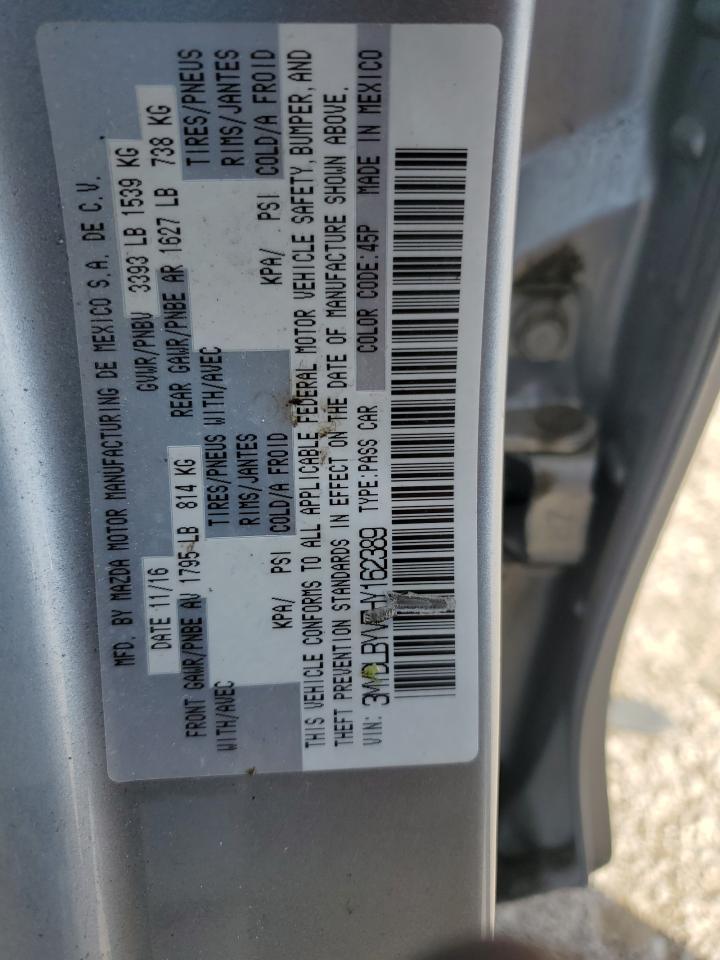 MFD. BY MAZDA MOTOR MANUFACTURING DE MEXICO S.A. DE C.V.
DATE 11/16 GVWR/PNBV 3393 LB 1539 KG
FRONT GAWR/PNBE AV 1795 LB 814 KG REAR GAWR/PNBE AR 1627 LB 738 KG
WITH/AVEC TIRES/PNEUS WITH/AVEC TIRES/PNEUS
RIMS/JANTES RIMS/JANTES
KPA/ PSI COLD/A FROID KPA/ PSI COLD/A FROID
THIS VEHICLE CONFORMS TO ALL APPLICABLE FEDERAL MOTOR VEHICLE SAFETY, BUMPER, AND
THEFT PREVENTION STANDARDS IN EFFECT ON THE DATE OF MANUFACTURE SHOWN ABOVE.
VIN: 3MYDLBYV7HY162389 TYPE:PASS CAR COLOR CODE:45P MADE IN MEXICO